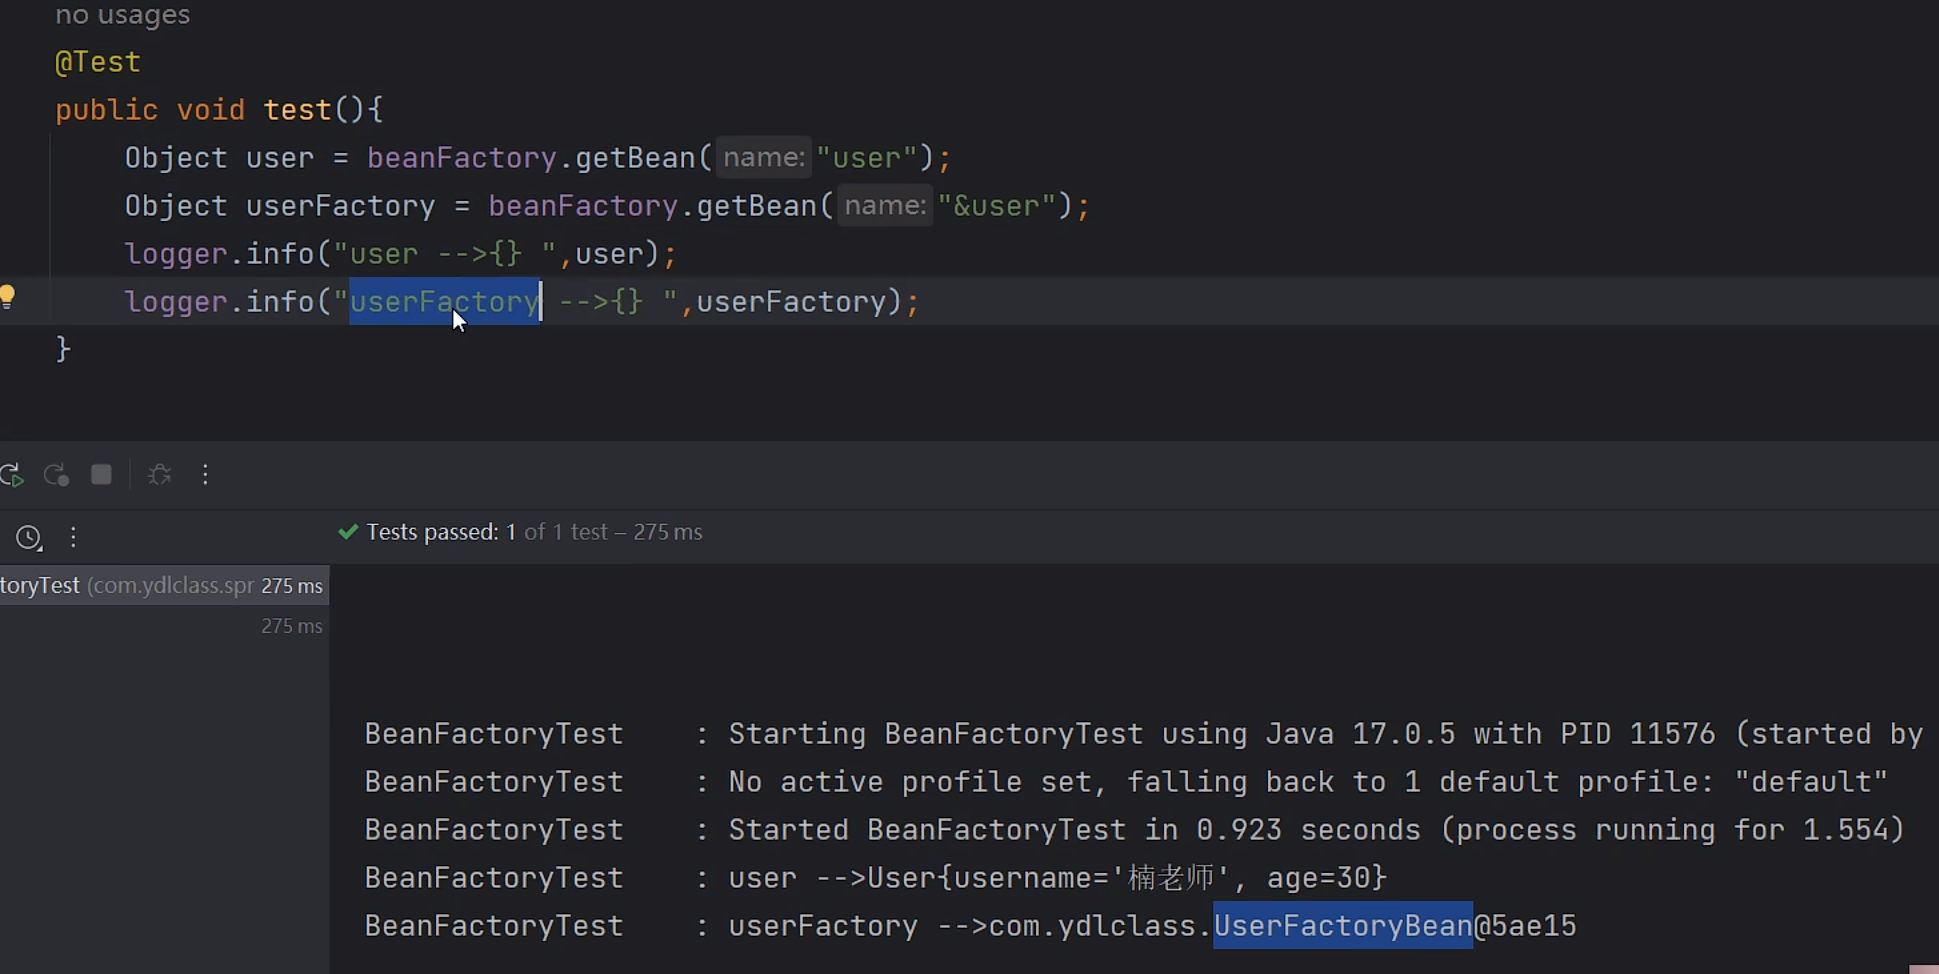 no usages
@Test
public void test(){
Object user = beanFactory.getBean( name: "user");
Object userFactory = beanFactory.getBean( name: "&user");
logger.info("user -->{} ",user);
logger.info("userFactory -->{} ",userFactory);
}
Tests passed: 1 of 1 test – 275 ms
toryTest (com.ydlclass.spr 275 ms
275 ms
BeanFactoryTest : Starting BeanFactoryTest using Java 17.0.5 with PID 11576 (started by
BeanFactoryTest : No active profile set, falling back to 1 default profile: "default"
BeanFactoryTest : Started BeanFactoryTest in 0.923 seconds (process running for 1.554)
BeanFactoryTest : user -->User{username='楠老师', age=30}
BeanFactoryTest : userFactory -->com.ydlclass.UserFactoryBean@5ae15